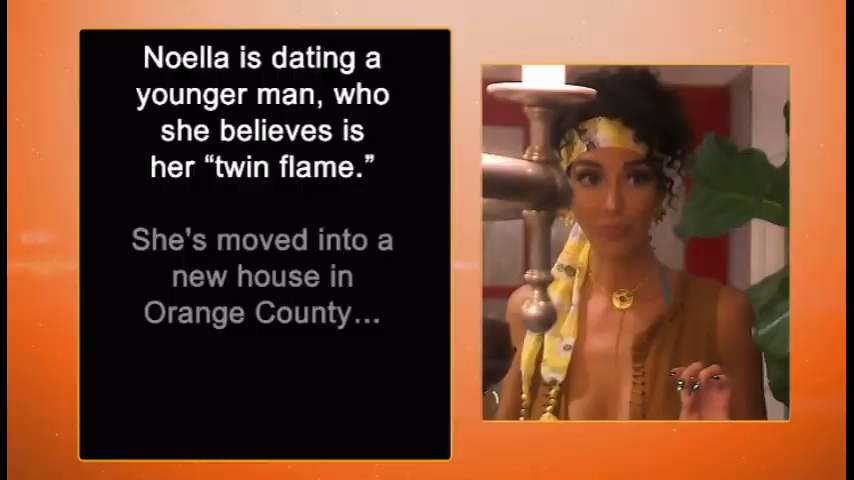 Noella is dating a
younger man, who
she believes is
her “twin flame.”
She's moved into a
new house in
Orange County...